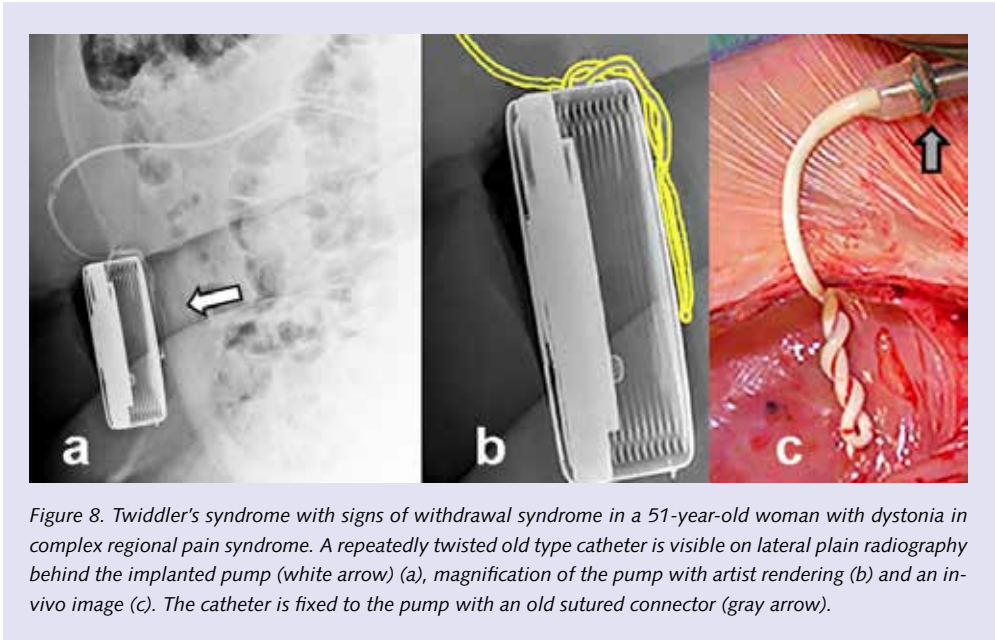 a
b
c
Figure 8. Twiddler's syndrome with signs of withdrawal syndrome in a 51-year-old woman with dystonia in
complex regional pain syndrome. A repeatedly twisted old type catheter is visible on lateral plain radiography
behind the implanted pump (white arrow) (a), magnification of the pump with artist rendering (b) and an in-
vivo image (c). The catheter is fixed to the pump with an old sutured connector (gray arrow).